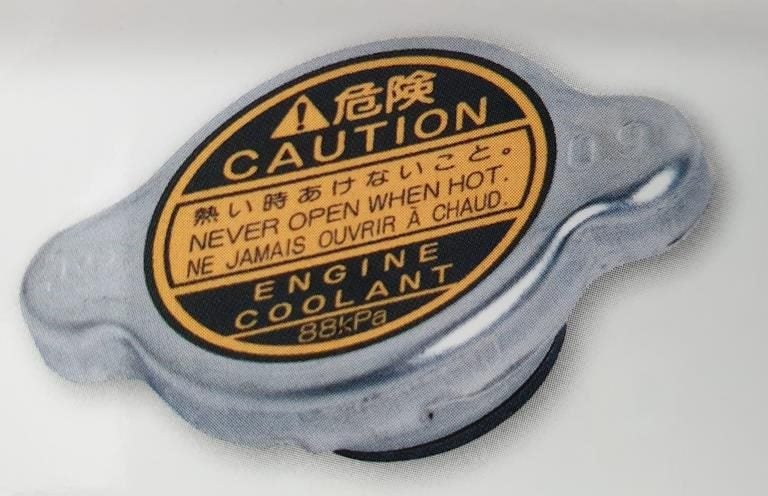 危険
CAUTION
熱い時あけないこと。
NEVER OPEN WHEN HOT.
NE JAMAIS OUVRIR À CHAUD.
ENGINE
COOLANT
88kPa